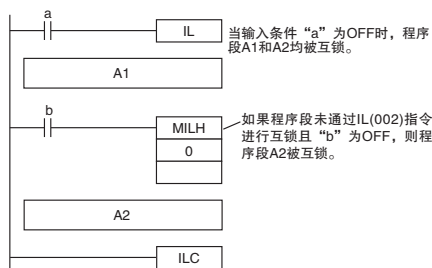 a
IL
当输入条件“a”为OFF时，程序
段A1和A2均被互锁。
A1
b
MILH
0
如果程序段未通过IL(002)指令
进行互锁且“b”为OFF，则程
序段A2被互锁。
A2
ILC